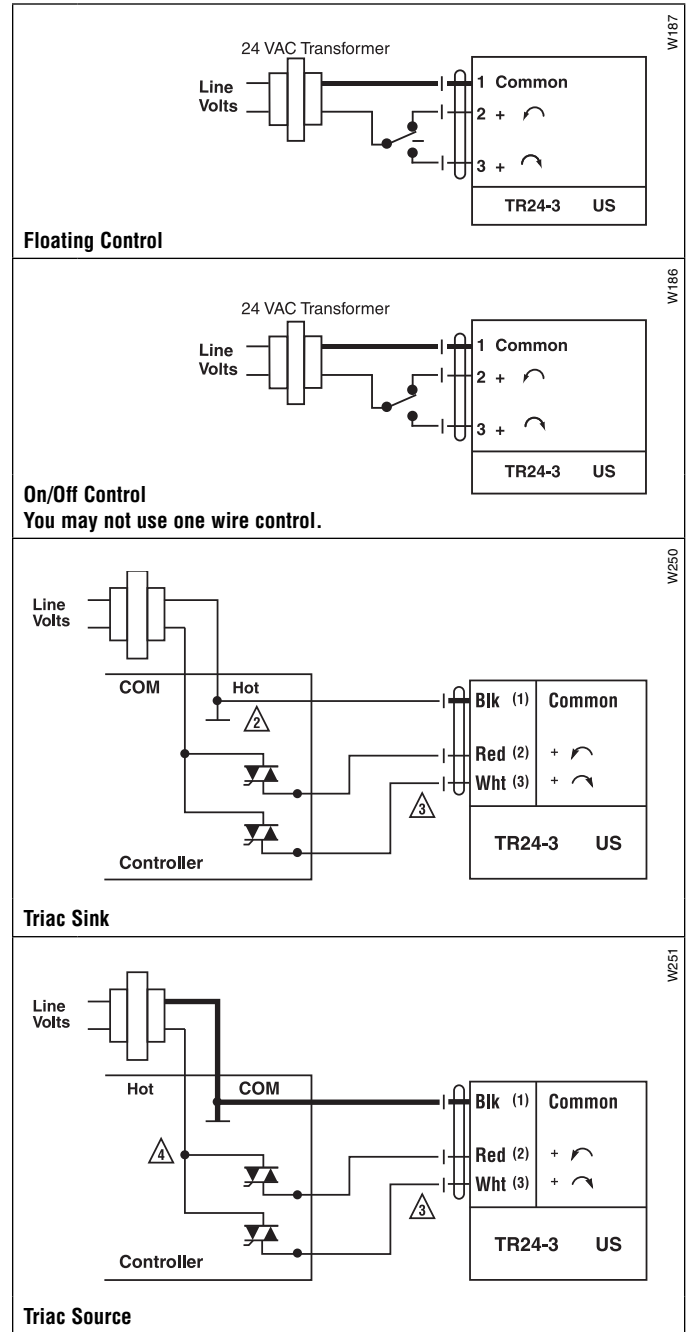 W187
24 VAC Transformer
Line
Volts
1 Common
2 +
3 +
TR24-3 US
Floating Control
W186
24 VAC Transformer
Line
Volts
1 Common
2 +
3 +
TR24-3 US
On/Off Control
You may not use one wire control.
W250
Line
Volts
COM Hot
2
Blk (1) Common
Red (2) +
Wht (3) +
3
TR24-3 US
Controller
Triac Sink
W251
Line
Volts
Hot COM
Blk (1) Common
4
Red (2) +
Wht (3) +
3
TR24-3 US
Controller
Triac Source